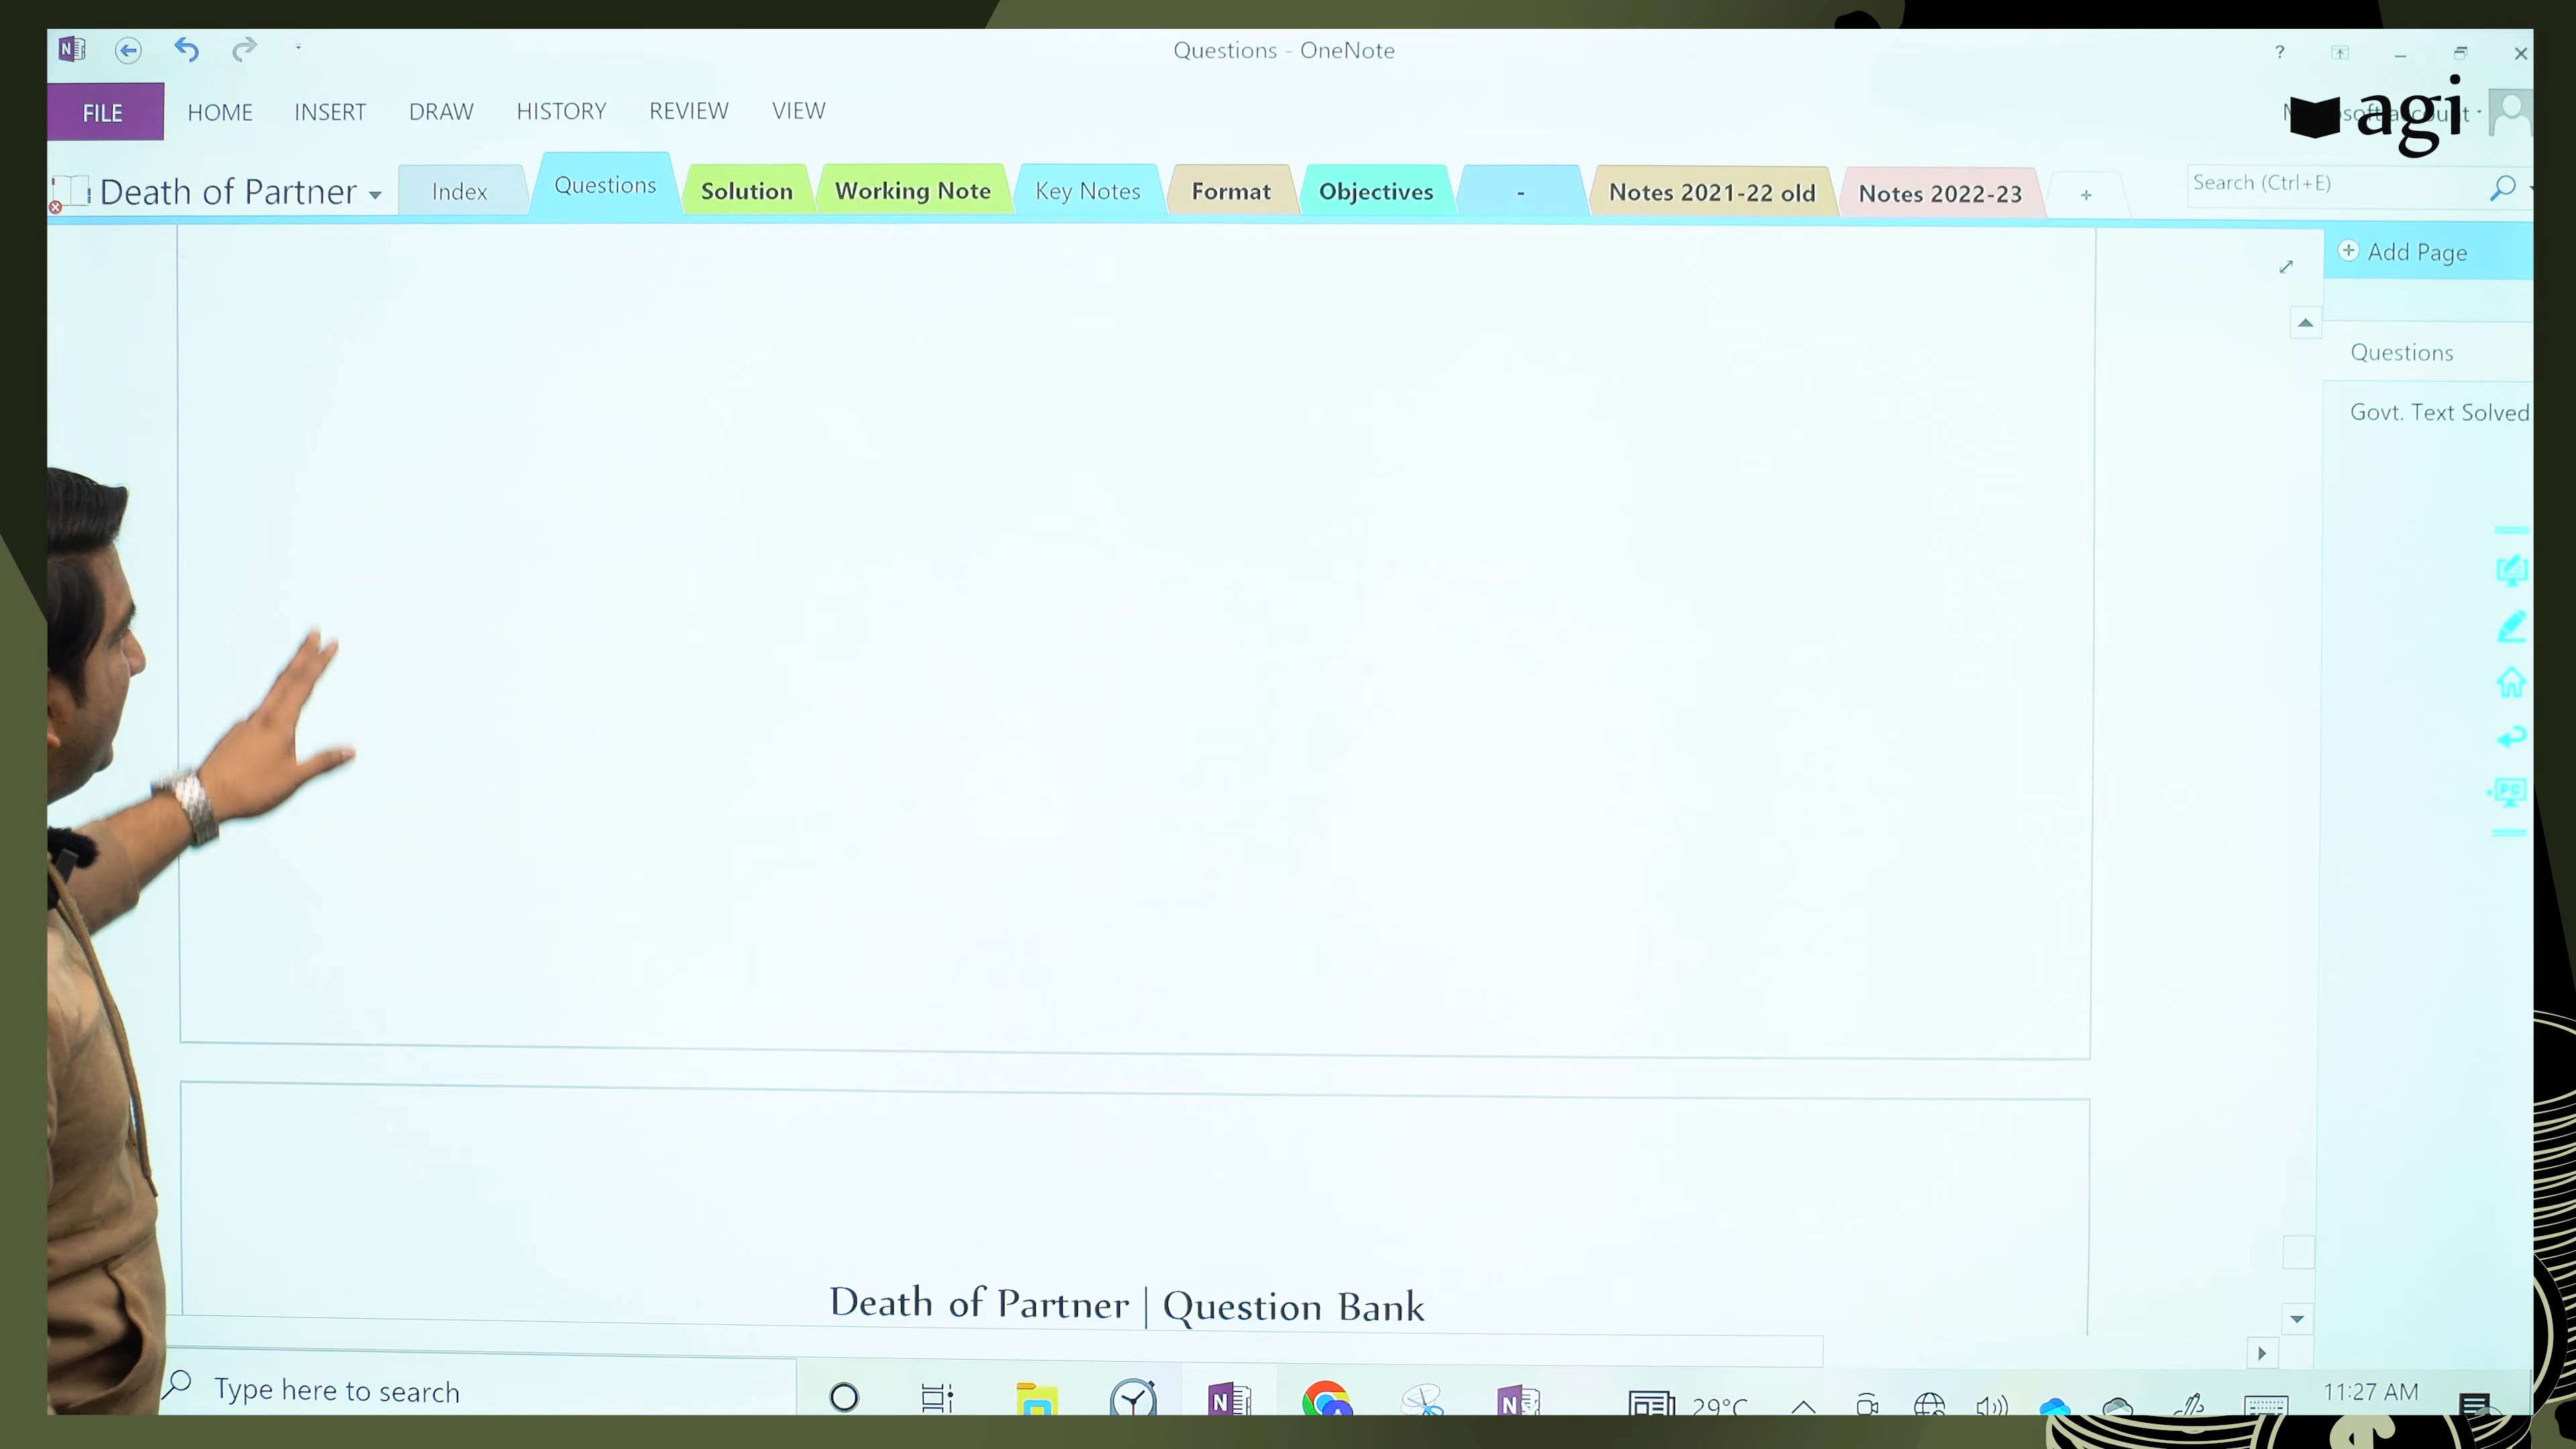 Questions - OneNote
?
FILE HOME INSERT DRAW HISTORY REVIEW VIEW
agi
Death of Partner Index Questions Solution Working Note Key Notes Format Objectives - Notes 2021-22 old Notes 2022-23 + Search (Ctrl+E)
Add Page
Questions
Govt. Text Solved
Death of Partner | Question Bank
Type here to search
29°C
11:27 AM